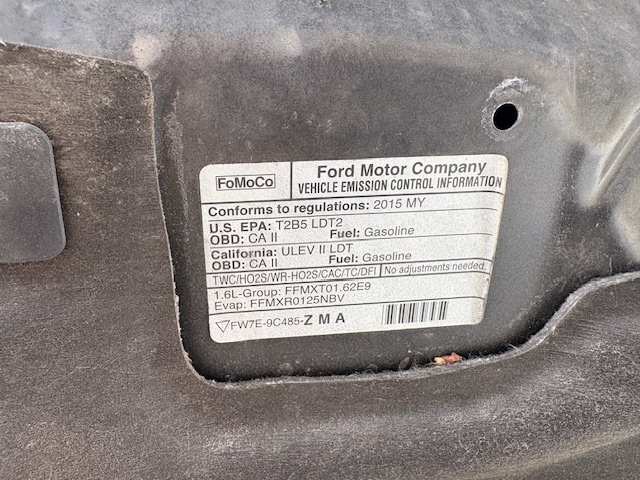 FoMoCo
Ford Motor Company
VEHICLE EMISSION CONTROL INFORMATION
Conforms to regulations: 2015 MY
U.S. EPA: T2B5 LDT2
OBD: CA II Fuel: Gasoline
California: ULEV II LDT
OBD: CA II Fuel: Gasoline
TWC/HO2S/WR-HO2S/CAC/TC/DFI No adjustments needed.
1.6L-Group: FFMXT01.62E9
Evap: FFMXR0125NBV
FW7E-9C485-ZMA